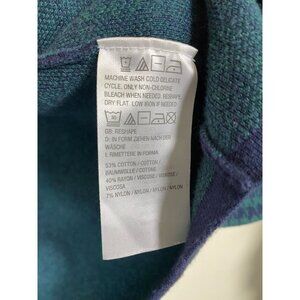 MACHINE WASH COLD DELICATE
CYCLE. ONLY NON-CHLORINE
BLEACH WHEN NEEDED. RESHAPE.
DRY FLAT. LOW IRON IF NEEDED.
GB: RESHAPE
D: IN FORM ZIEHEN NACH DER
WÄSCHE
I: RIMETTERE IN FORMA
53% COTTON / COTTON /
BAUMWOLLE / COTONE
40% RAYON / VISCOSE / VISKOSE /
VISCOSA
7% NYLON / NYLON / NYLON / NYLON